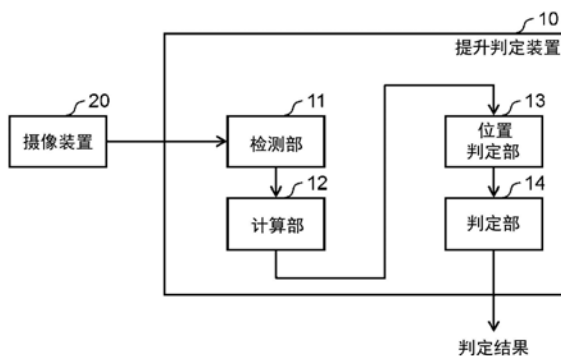 10
提升判定装置
20
摄像装置
11
检测部
12
计算部
13
位置
判定部
14
判定部
判定结果